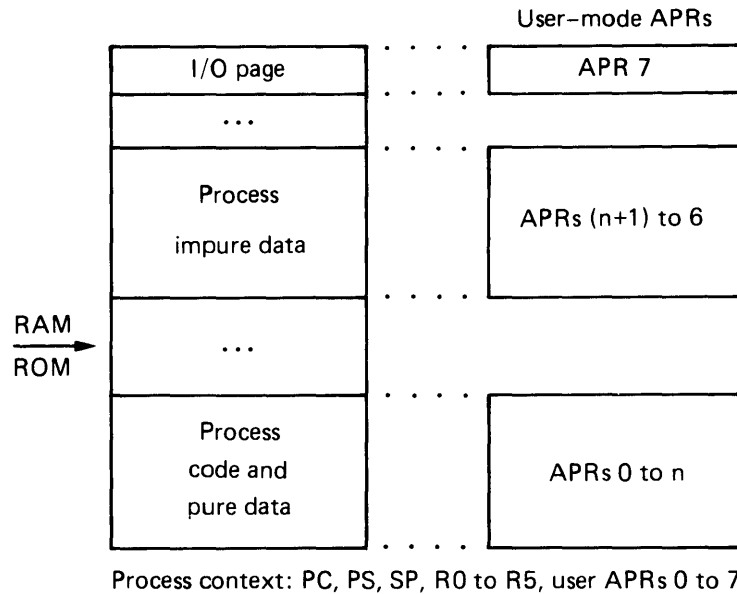 User-mode APRs
I/O page
APR 7
...
Process
impure data
APRs (n+1) to 6
RAM
ROM
...
Process
code and
pure data
APRs 0 to n
Process context: PC, PS, SP, R0 to R5, user APRs 0 to 7